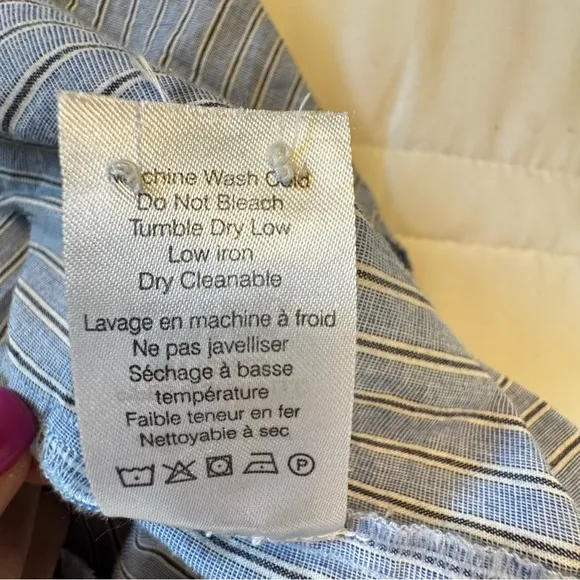 Machine Wash Cold
Do Not Bleach
Tumble Dry Low
Low iron
Dry Cleanable
Lavage en machine à froid
Ne pas javelliser
Séchage à basse
température
Faible teneur en fer
Nettoyable à sec
P